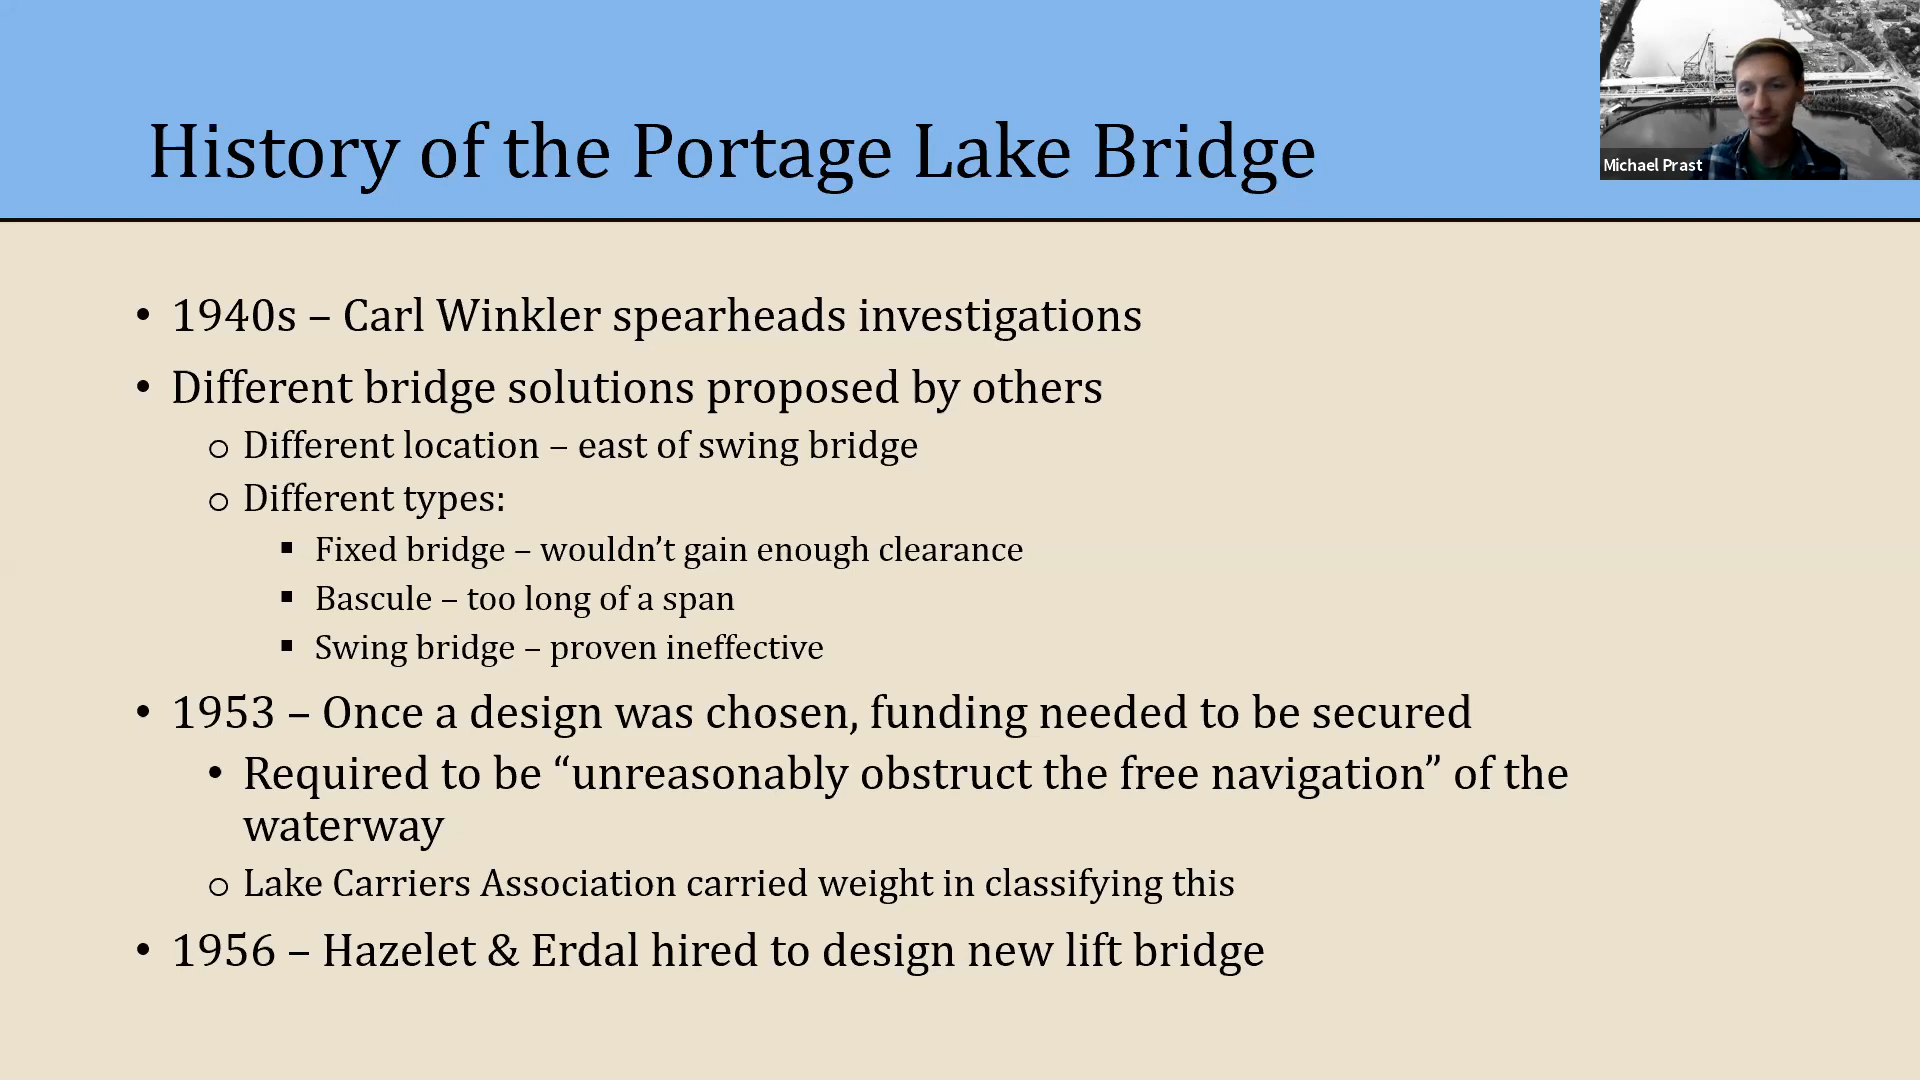 History of the Portage Lake Bridge
Michael Prast
• 1940s – Carl Winkler spearheads investigations
• Different bridge solutions proposed by others
o Different location – east of swing bridge
o Different types:
▪ Fixed bridge – wouldn’t gain enough clearance
▪ Bascule – too long of a span
▪ Swing bridge – proven ineffective
• 1953 – Once a design was chosen, funding needed to be secured
• Required to be “unreasonably obstruct the free navigation” of the
waterway
o Lake Carriers Association carried weight in classifying this
• 1956 – Hazelet & Erdal hired to design new lift bridge